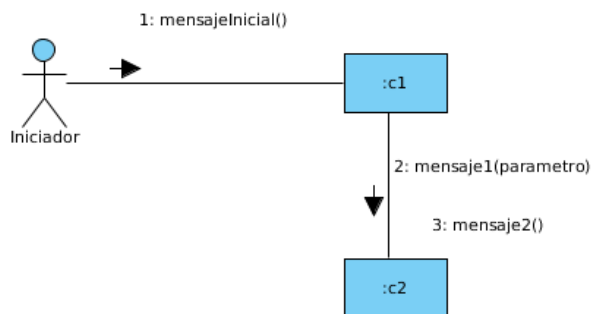 1: mensajeInicial()
:c1
Iniciador
2: mensaje1(parametro)
3: mensaje2()
:c2